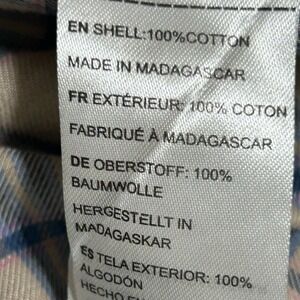 EN SHELL:100%COTTON
MADE IN MADAGASCAR
FR EXTÉRIEUR: 100% COTON
FABRIQUÉ À MADAGASCAR
DE OBERSTOFF: 100%
BAUMWOLLE
HERGESTELLT IN
MADAGASKAR
ES TELA EXTERIOR: 100%
ALGODÓN
HECHO